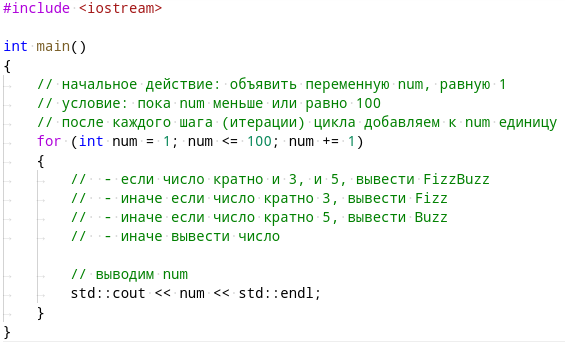 #include <iostream>

int main()
{
    // начальное действие: объявить переменную num, равную 1
    // условие: пока num меньше или равно 100
    // после каждого шага (итерации) цикла добавляем к num единицу
    for (int num = 1; num <= 100; num += 1)
    {
        //  - если число кратно и 3, и 5, вывести FizzBuzz
        //  - иначе если число кратно 3, вывести Fizz
        //  - иначе если число кратно 5, вывести Buzz
        //  - иначе вывести число

        // выводим num
        std::cout << num << std::endl;
    }
}